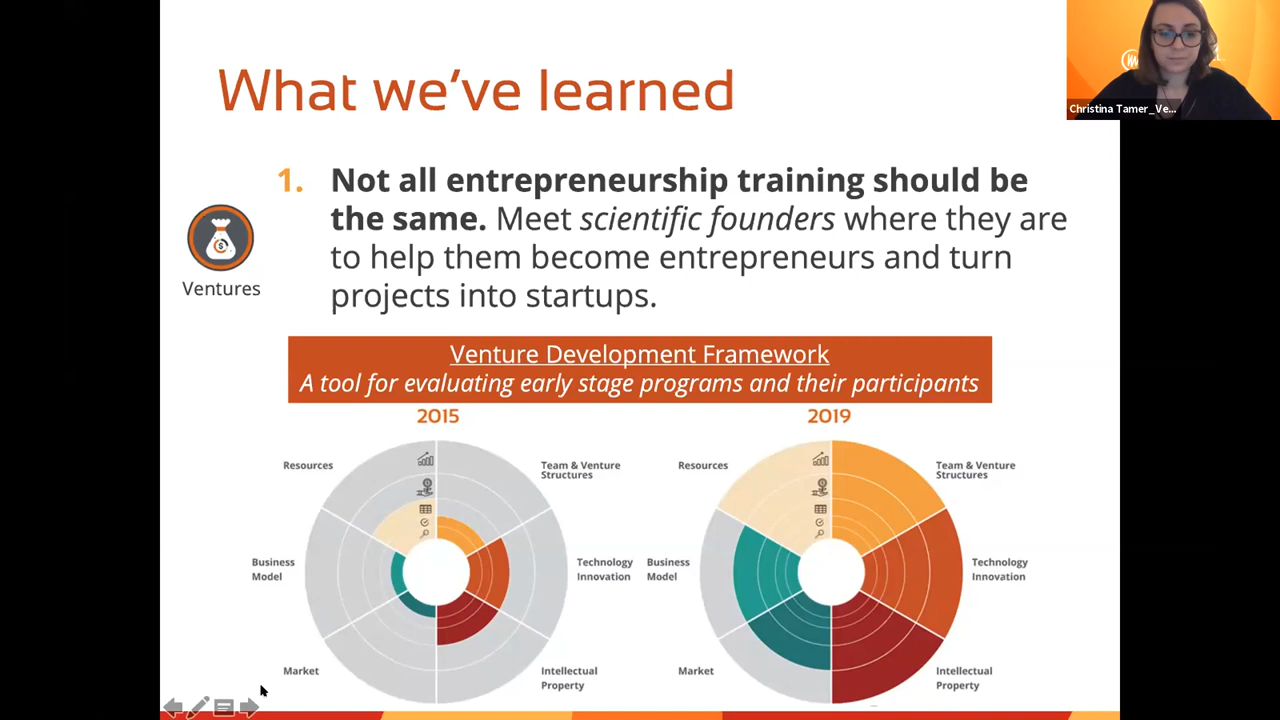 What we've learned
Christina Tamer_Ve...
1. Not all entrepreneurship training should be
the same. Meet scientific founders where they are
to help them become entrepreneurs and turn
projects into startups.
Ventures
Venture Development Framework
A tool for evaluating early stage programs and their participants
2015
Resources
Team & Venture
Structures
Business
Model
Technology
Innovation
Market
Intellectual
Property
2019
Resources
Team & Venture
Structures
Business
Model
Technology
Innovation
Market
Intellectual
Property